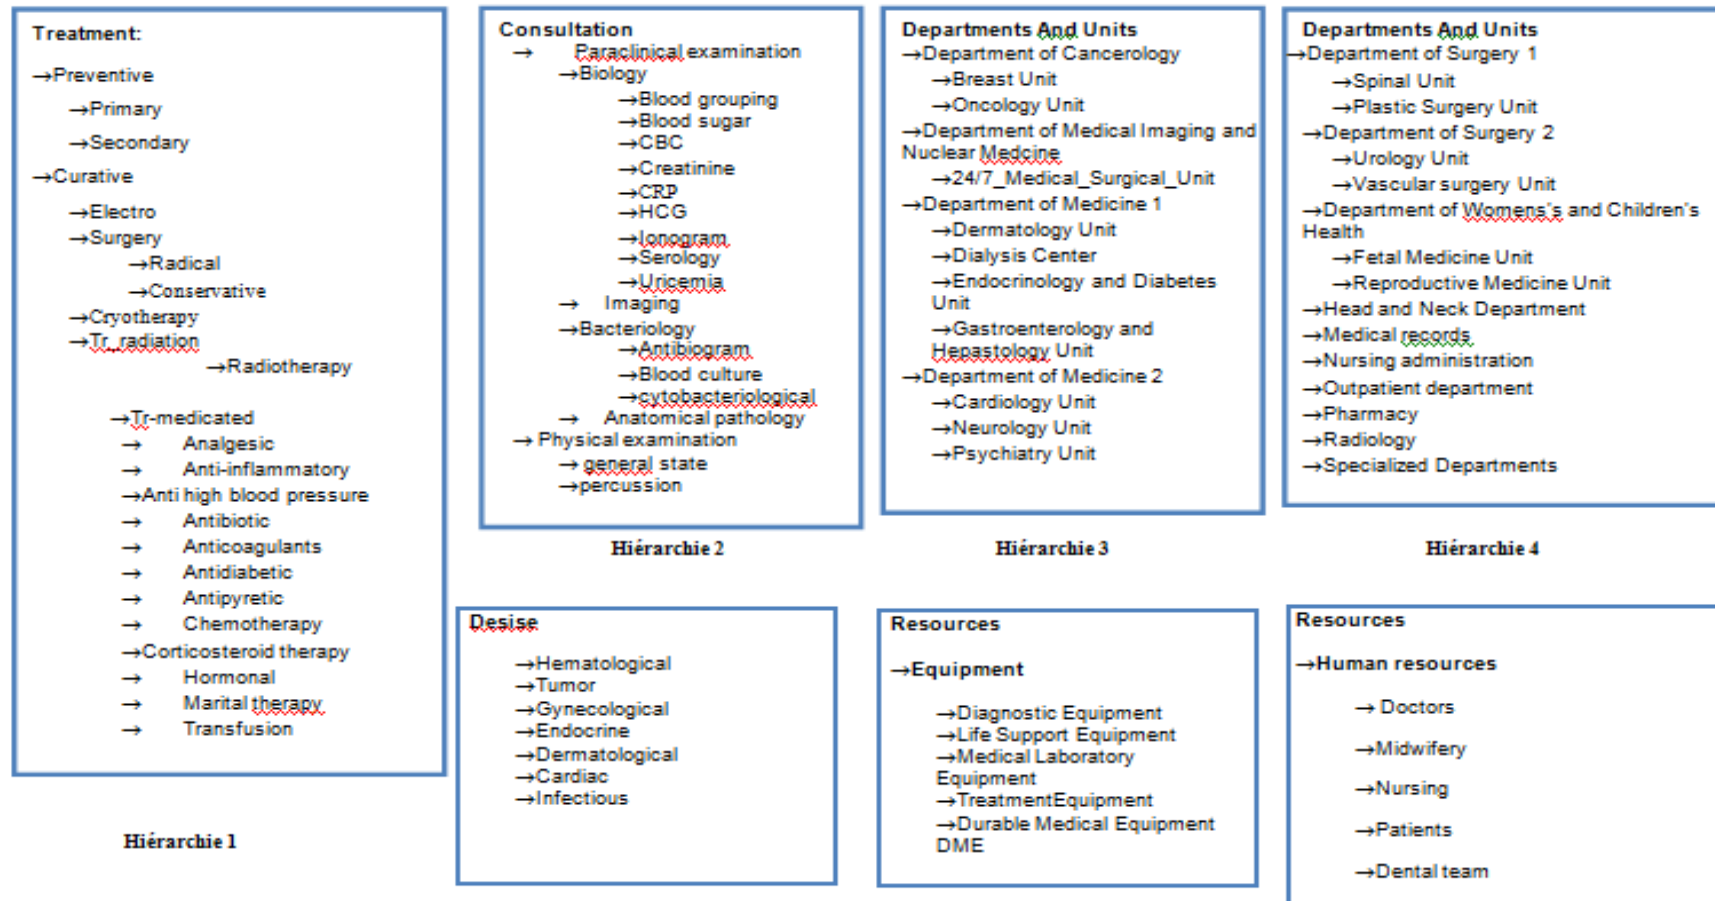 Treatment:
→Preventive
→Primary
→Secondary
→Curative
→Electro
→Surgery
→Radical
→Conservative
→Cryotherapy
→Tr_radiation
→Radiotherapy
→Tr-medicated
→ Analgesic
→ Anti-inflammatory
→Anti high blood pressure
→ Antibiotic
→ Anticoagulants
→ Antidiabetic
→ Antipyretic
→ Chemotherapy
→Corticosteroid therapy
→ Hormonal
→ Marital therapy
→ Transfusion
Hiérarchie 1
Consultation
→ Paraclinical examination
→Biology
→Blood grouping
→Blood sugar
→CBC
→Creatinine
→CRP
→HCG
→Ionogram
→Serology
→Uricemia
→ Imaging
→Bacteriology
→Antibiogram
→Blood culture
→cytobacteriological
→ Anatomical pathology
→ Physical examination
→ general state
→percussion
Hiérarchie 2
Departments And Units
→Department of Cancerology
→Breast Unit
→Oncology Unit
→Department of Medical Imaging and
Nuclear Medcine
→24/7_Medical_Surgical_Unit
→Department of Medicine 1
→Dermatology Unit
→Dialysis Center
→Endocrinology and Diabetes
Unit
→Gastroenterology and
Hepastology Unit
→Department of Medicine 2
→Cardiology Unit
→Neurology Unit
→Psychiatry Unit
Hiérarchie 3
Departments And Units
→Department of Surgery 1
→Spinal Unit
→Plastic Surgery Unit
→Department of Surgery 2
→Urology Unit
→Vascular surgery Unit
→Department of Womens's and Children's
Health
→Fetal Medicine Unit
→Reproductive Medicine Unit
→Head and Neck Department
→Medical records
→Nursing administration
→Outpatient department
→Pharmacy
→Radiology
→Specialized Departments
Hiérarchie 4
Desise
→Hematological
→Tumor
→Gynecological
→Endocrine
→Dermatological
→Cardiac
→Infectious
Resources
→Equipment
→Diagnostic Equipment
→Life Support Equipment
→Medical Laboratory
Equipment
→TreatmentEquipment
→Durable Medical Equipment
DME
Resources
→Human resources
→ Doctors
→Midwifery
→Nursing
→Patients
→Dental team